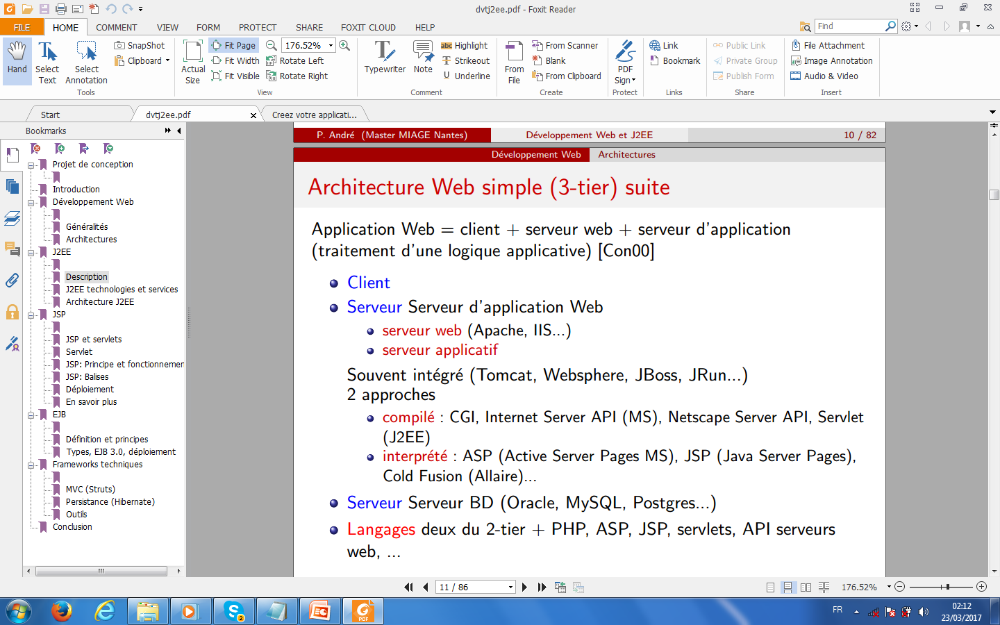 dvtj2ee.pdf - Foxit Reader
FILE
HOME
COMMENT
VIEW
FORM
PROTECT
SHARE
FOXIT CLOUD
HELP
Find
Hand
Select Text
Select Annotation
SnapShot
Clipboard
Tools
Actual Size
Fit Page
Fit Width
Fit Visible
176.52%
Rotate Left
Rotate Right
View
Typewriter
Note
abc Highlight
Strikeout
Underline
Comment
From File
From Scanner
Blank
From Clipboard
Create
PDF Sign
Protect
Link
Bookmark
Links
Public Link
Private Group
Publish Form
Share
File Attachment
Image Annotation
Audio & Video
Insert
Start
dvtj2ee.pdf
Creez votre applicati...
Bookmarks
Projet de conception
Introduction
Développement Web
Généralités
Architectures
J2EE
Description
J2EE technologies et services
Architecture J2EE
JSP
JSP et servlets
Servlet
JSP: Principe et fonctionnemen
JSP: Balises
Déploiement
En savoir plus
EJB
Définition et principes
Types, EJB 3.0, déploiement
Frameworks techniques
MVC (Struts)
Persistance (Hibernate)
Outils
Conclusion
P. André (Master MIAGE Nantes)
Développement Web et J2EE
10 / 82
Développement Web
Architectures
Architecture Web simple (3-tier) suite
Application Web = client + serveur web + serveur d'application
(traitement d'une logique applicative) [Con00]
Client
Serveur Serveur d'application Web
serveur web (Apache, IIS...)
serveur applicatif
Souvent intégré (Tomcat, Websphere, JBoss, JRun...)
2 approches
compilé : CGI, Internet Server API (MS), Netscape Server API, Servlet
(J2EE)
interprété : ASP (Active Server Pages MS), JSP (Java Server Pages),
Cold Fusion (Allaire)...
Serveur Serveur BD (Oracle, MySQL, Postgres...)
Langages deux du 2-tier + PHP, ASP, JSP, servlets, API serveurs
web, ...
11 / 86
176.52%
2
PDF
FR
02:12
23/03/2017